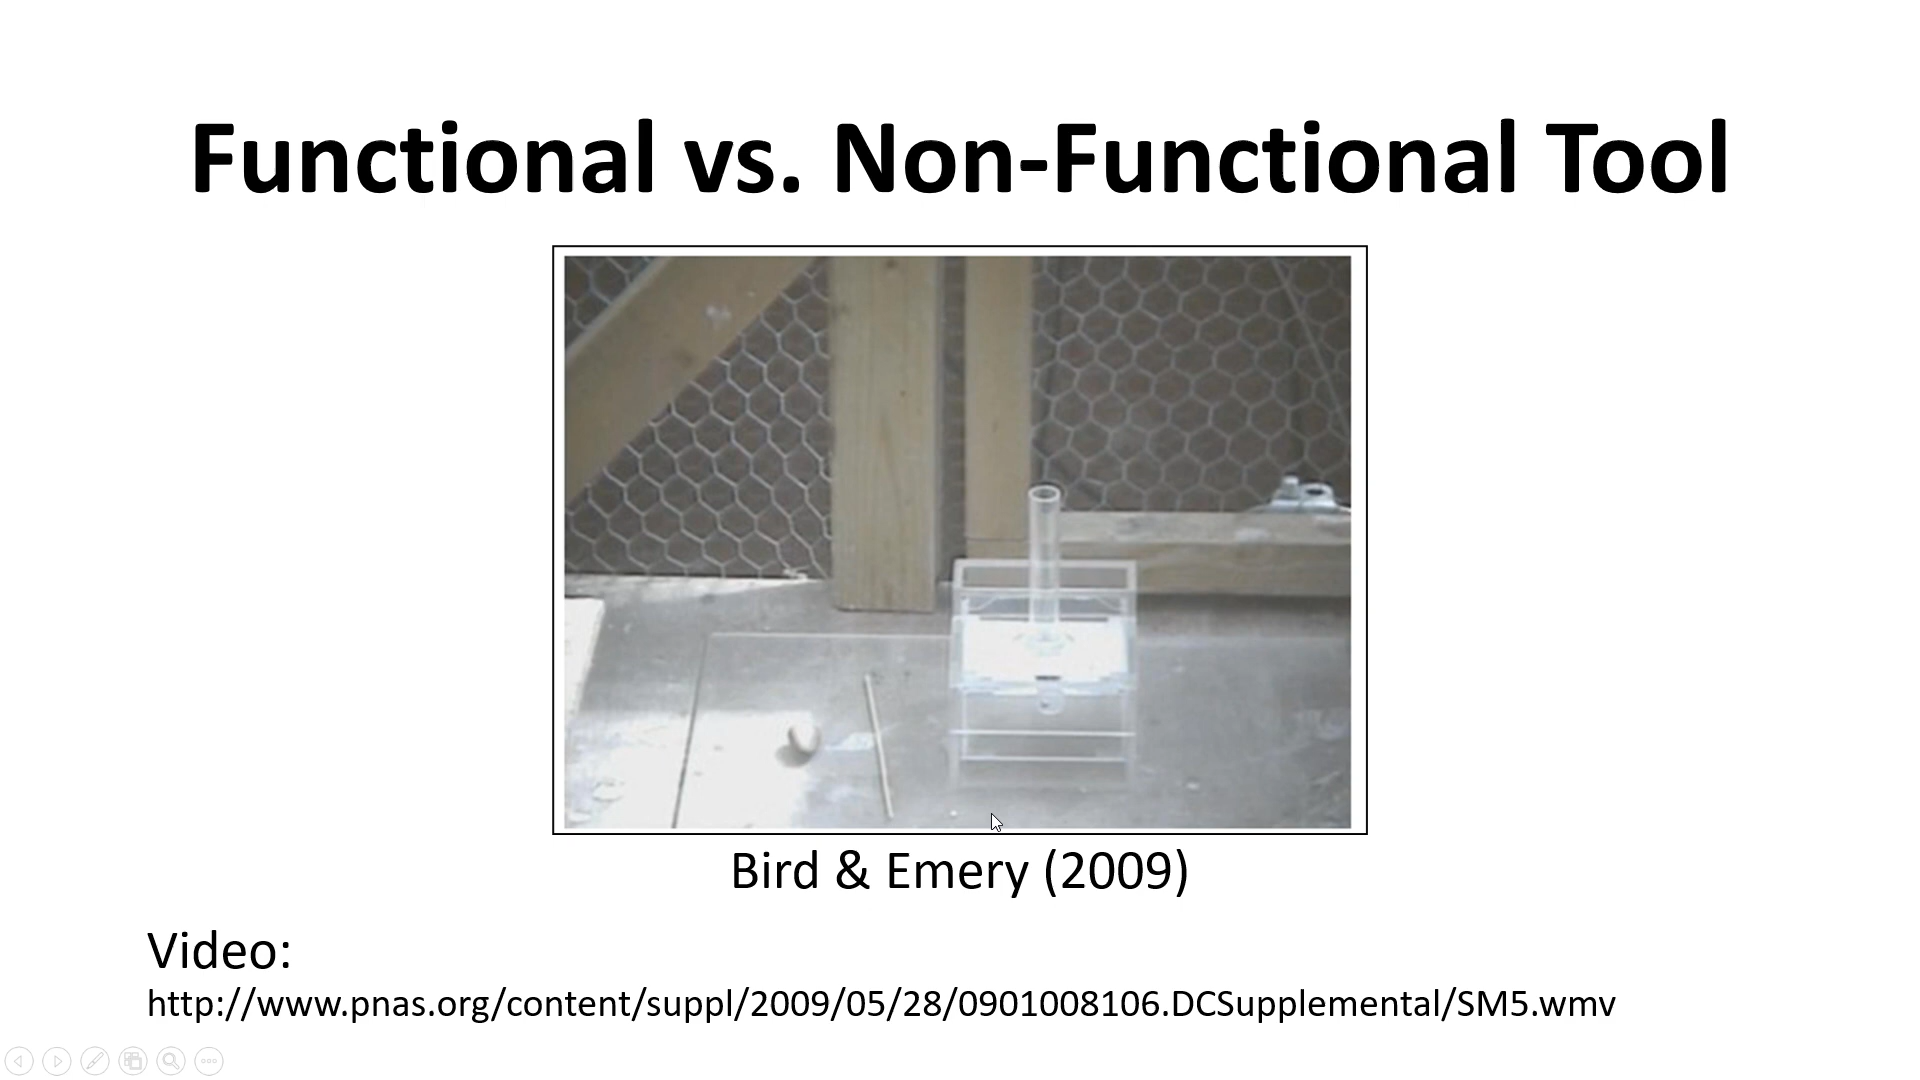 Functional vs. Non-Functional Tool
Bird & Emery (2009)
Video:
http://www.pnas.org/content/suppl/2009/05/28/0901008106.DCSupplemental/SM5.wmv